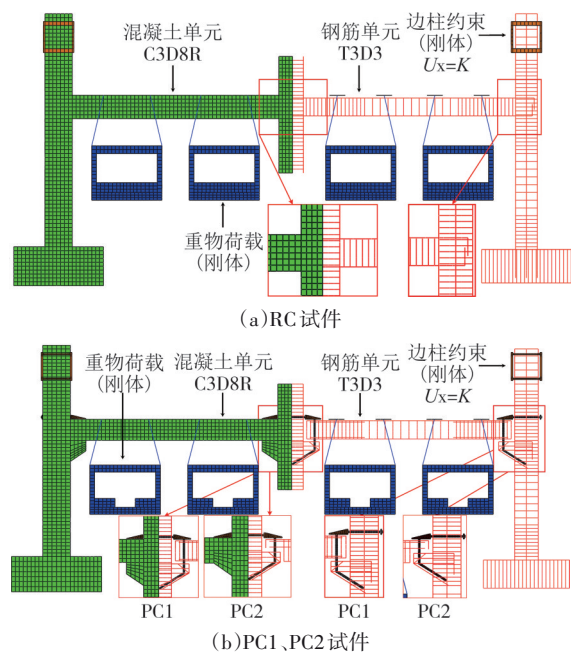 混凝土单元
C3D8R
钢筋单元
T3D3
边柱约束
(刚体)
Ux=K
重物荷载
(刚体)
(a)RC试件
重物荷载
(刚体)
混凝土单元
C3D8R
钢筋单元
T3D3
边柱约束
(刚体)
Ux=K
PC1
PC2
PC1
PC2
(b)PC1、PC2试件